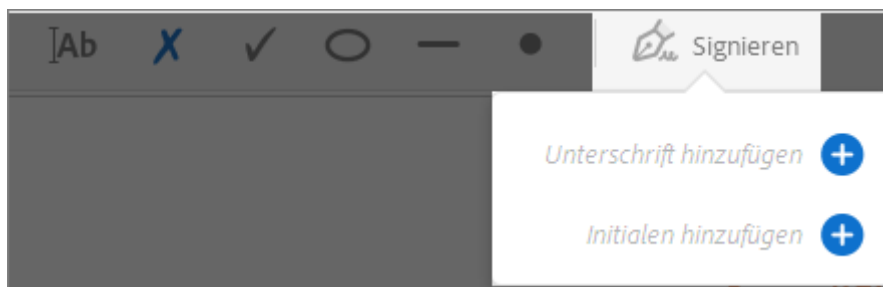 Ab
Signieren
Unterschrift hinzufügen
Initialen hinzufügen